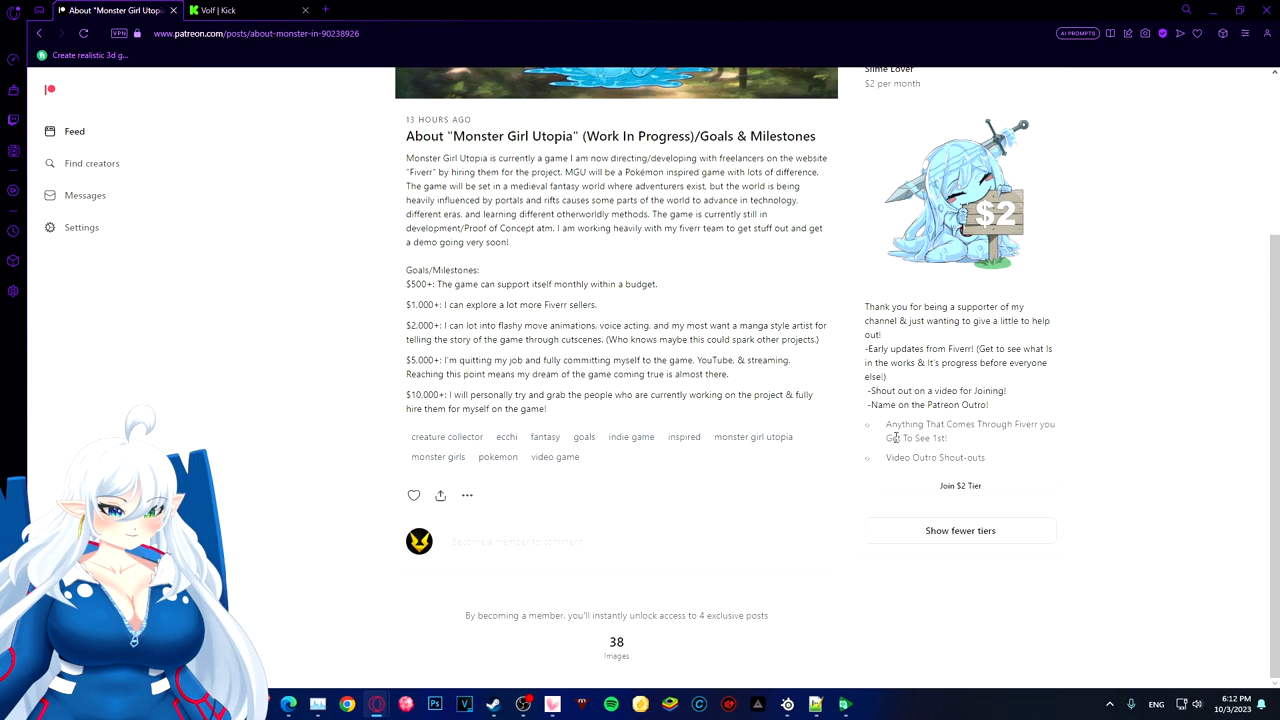 About "Monster Girl Utopi
Volf | Kick
VPN
www.patreon.com/posts/about-monster-in-90238926
AI PROMPTS
Create realistic 3d g...
Feed
Find creators
Messages
Settings
13 HOURS AGO
About "Monster Girl Utopia" (Work In Progress)/Goals & Milestones
Monster Girl Utopia is currently a game I am now directing/developing with freelancers on the website
"Fiverr" by hiring them for the project. MGU will be a Pokémon inspired game with lots of difference.
The game will be set in a medieval fantasy world where adventurers exist, but the world is being
heavily influenced by portals and rifts causes some parts of the world to advance in technology,
different eras, and learning different otherworldly methods. The game is currently still in
development/Proof of Concept atm. I am working heavily with my fiverr team to get stuff out and get
a demo going very soon!
Goals/Milestones:
$500+: The game can support itself monthly within a budget.
$1,000+: I can explore a lot more Fiverr sellers.
$2,000+: I can lot into flashy move animations, voice acting, and my most want a manga style artist for
telling the story of the game through cutscenes. (Who knows maybe this could spark other projects.)
$5,000+: I'm quitting my job and fully committing myself to the game, YouTube, & streaming.
Reaching this point means my dream of the game coming true is almost there.
$10,000+: I will personally try and grab the people who are currently working on the project & fully
hire them for myself on the game!
creature collector ecchi fantasy goals indie game inspired monster girl utopia
monster girls pokemon video game
Become a member to comment
By becoming a member, you'll instantly unlock access to 4 exclusive posts
38
Images
Slime Lover
$2 per month
$2
Thank you for being a supporter of my
channel & just wanting to give a little to help
out!
-Early updates from Fiverr! (Get to see what Is
in the works & It's progress before everyone
else!)
-Shout out on a video for Joining!
-Name on the Patreon Outro!
Anything That Comes Through Fiverr you
Get To See 1st!
Video Outro Shout-outs
Join $2 Tier
Show fewer tiers
ENG
6:12 PM
10/3/2023